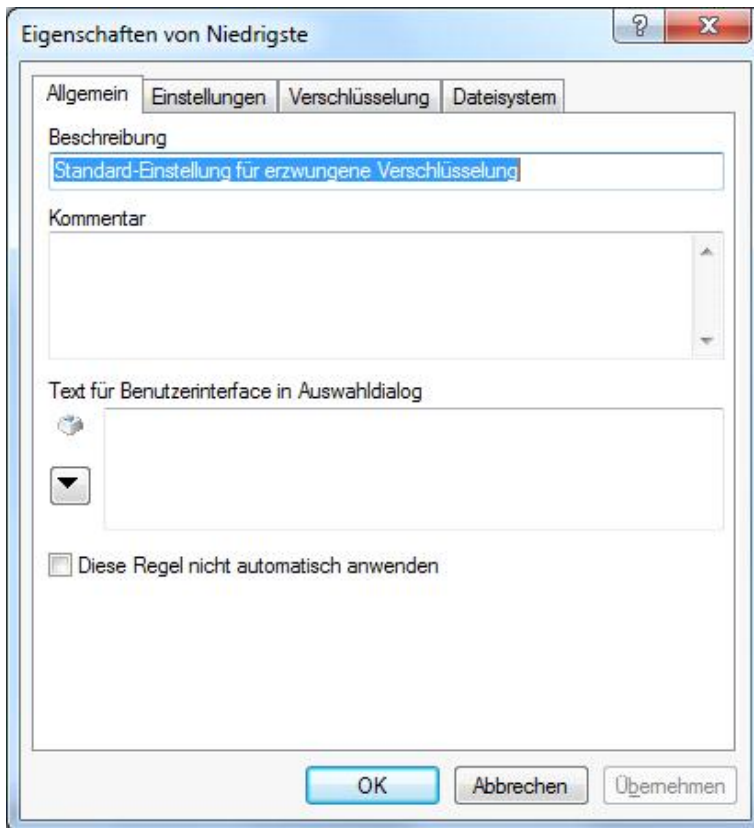 Eigenschaften von Niedrigste
Allgemein Einstellungen Verschlüsselung Dateisystem
Beschreibung
Standard-Einstellung für erzwungene Verschlüsselung
Kommentar
Text für Benutzerinterface in Auswahldialog
Diese Regel nicht automatisch anwenden
OK Abbrechen Übernehmen